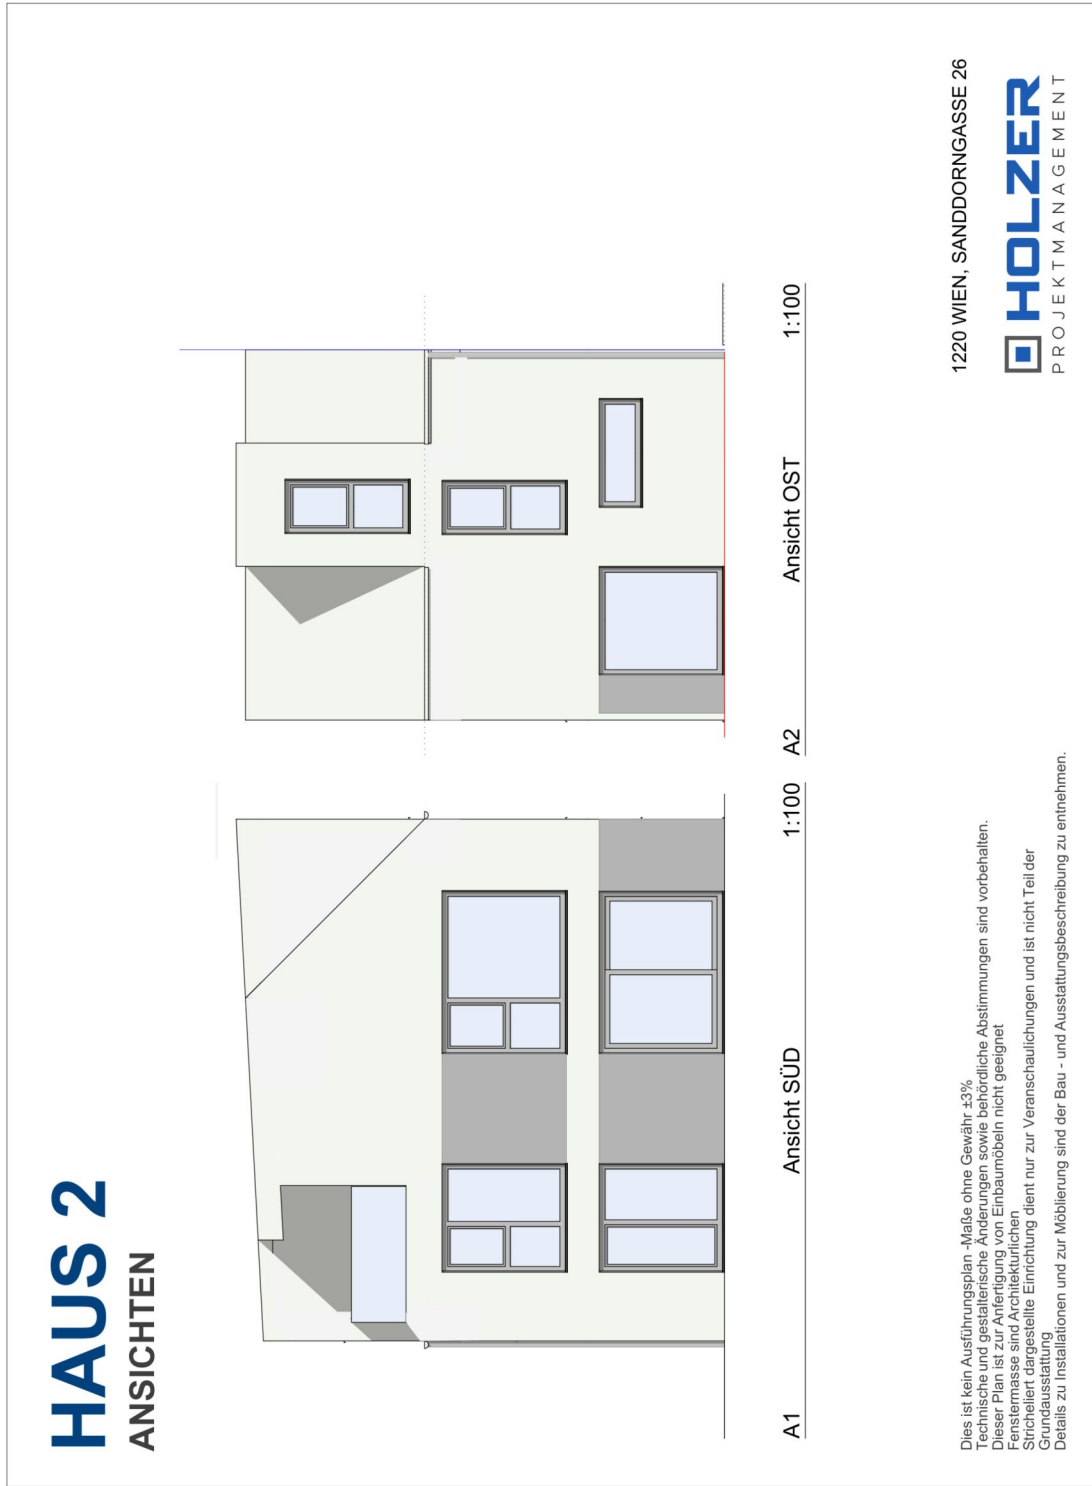 HAUS 2
ANSICHTEN
A1 Ansicht SÜD 1:100
A2 Ansicht OST 1:100
Dies ist kein Ausführungsplan -Maße ohne Gewähr ±3%
Technische und gestalterische Änderungen sowie behördliche Abstimmungen sind vorbehalten.
Dieser Plan ist zur Anfertigung von Einbaumöbeln nicht geeignet
Fenstermasse sind Architekturlichen
Stricheliert dargestellte Einrichtung dient nur zur Veranschaulichungen und ist nicht Teil der
Grundausstattung
Details zu Installationen und zur Möblierung sind der Bau - und Ausstattungsbeschreibung zu entnehmen.
1220 WIEN, SANDDORNGASSE 26
HOLZER
PROJEKTMANAGEMENT